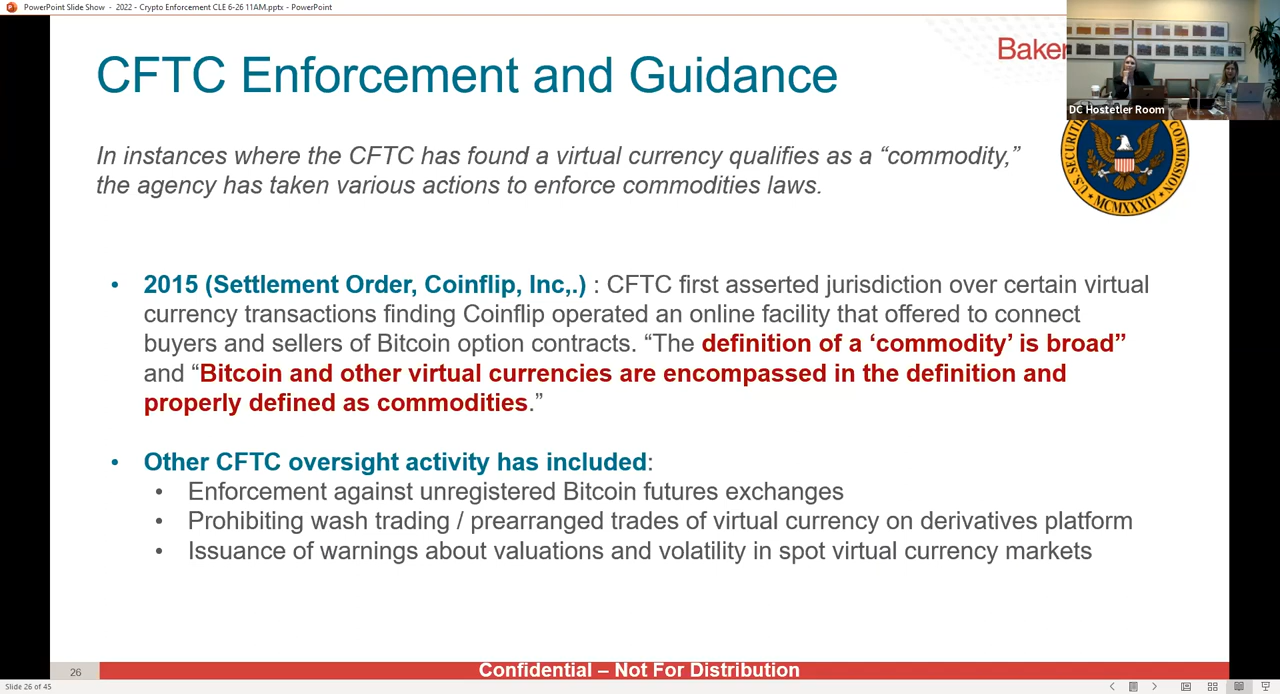 PowerPoint Slide Show - 2022 - Crypto Enforcement CLE 6-26 11AM.pptx - PowerPoint
CFTC Enforcement and Guidance
Baker
DC Hostetler Room
In instances where the CFTC has found a virtual currency qualifies as a “commodity,”
the agency has taken various actions to enforce commodities laws.
U.S. SECURITIES
COMMISSION
MCMXXXIV
• 2015 (Settlement Order, Coinflip, Inc,.) : CFTC first asserted jurisdiction over certain virtual
currency transactions finding Coinflip operated an online facility that offered to connect
buyers and sellers of Bitcoin option contracts. “The definition of a ‘commodity’ is broad”
and “Bitcoin and other virtual currencies are encompassed in the definition and
properly defined as commodities.”
• Other CFTC oversight activity has included:
• Enforcement against unregistered Bitcoin futures exchanges
• Prohibiting wash trading / prearranged trades of virtual currency on derivatives platform
• Issuance of warnings about valuations and volatility in spot virtual currency markets
26
Confidential – Not For Distribution
Slide 26 of 45